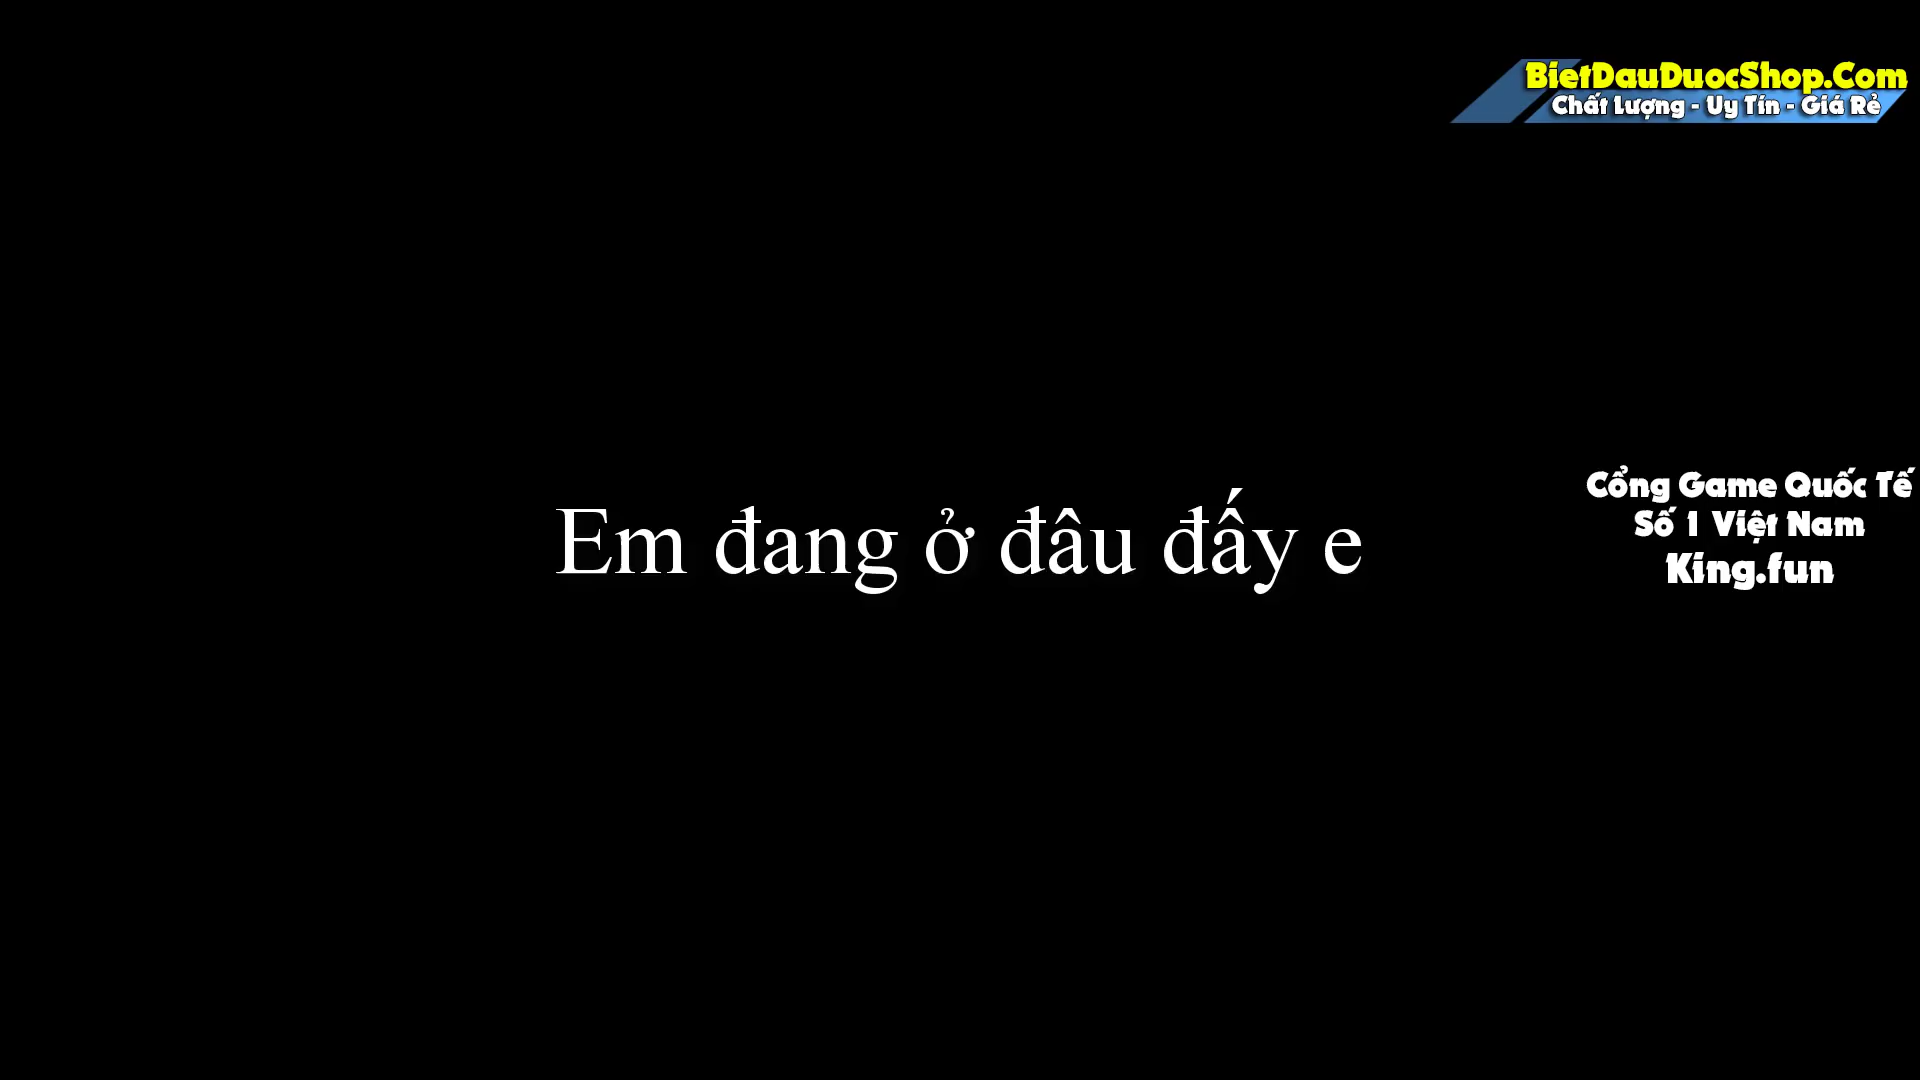 BietDauDuocShop.Com
Chất Lượng - Uy Tín - Giá Rẻ
Cổng Game Quốc Tế
Số 1 Việt Nam
King.fun
Em đang ở đâu đấy e